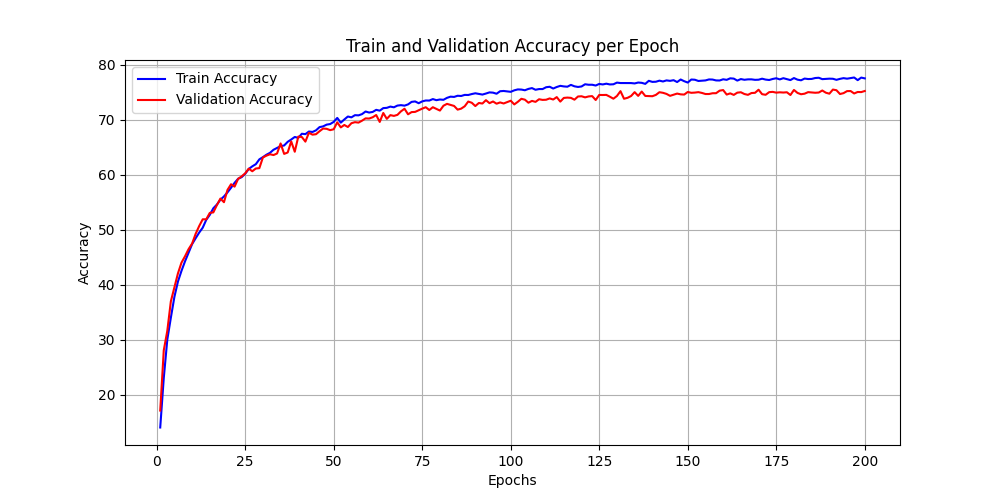 Train and Validation Accuracy per Epoch
Train Accuracy
Validation Accuracy
Accuracy
80
70
60
50
40
30
20
0 25 50 75 100 125 150 175 200
Epochs